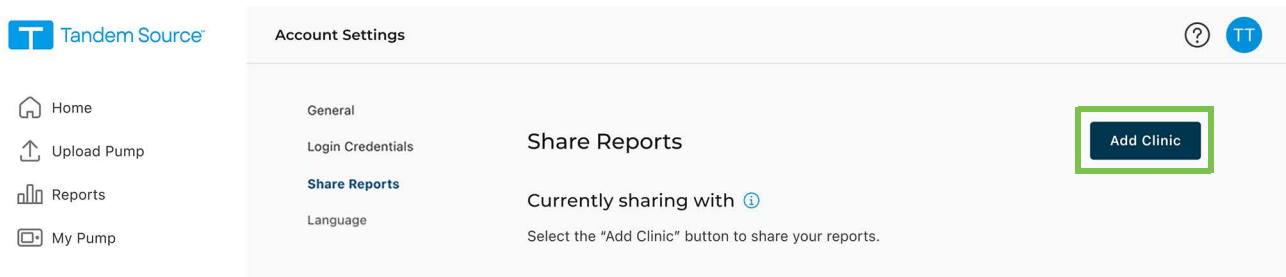 Tandem Source™
Account Settings
?
TT
Home
Upload Pump
Reports
My Pump
General
Login Credentials
Share Reports
Language
Share Reports
Add Clinic
Currently sharing with i
Select the “Add Clinic” button to share your reports.